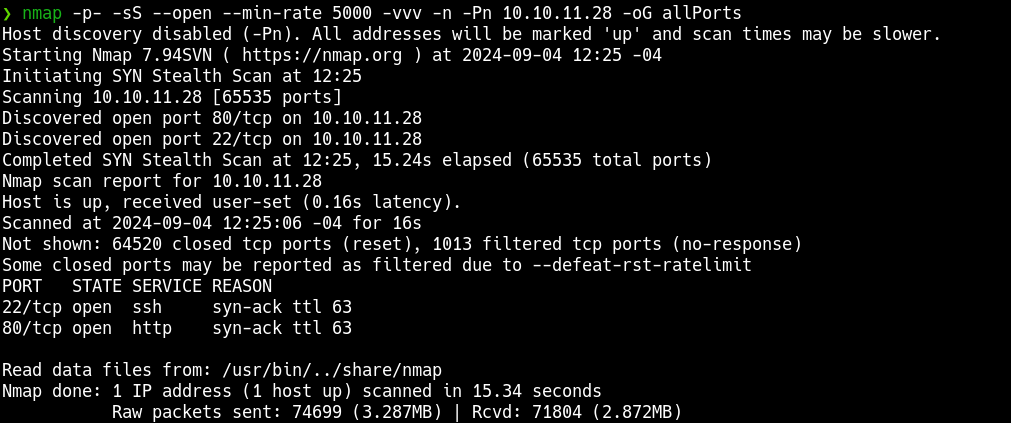 ❯ nmap -p- -sS --open --min-rate 5000 -vvv -n -Pn 10.10.11.28 -oG allPorts
Host discovery disabled (-Pn). All addresses will be marked 'up' and scan times may be slower.
Starting Nmap 7.94SVN ( https://nmap.org ) at 2024-09-04 12:25 -04
Initiating SYN Stealth Scan at 12:25
Scanning 10.10.11.28 [65535 ports]
Discovered open port 80/tcp on 10.10.11.28
Discovered open port 22/tcp on 10.10.11.28
Completed SYN Stealth Scan at 12:25, 15.24s elapsed (65535 total ports)
Nmap scan report for 10.10.11.28
Host is up, received user-set (0.16s latency).
Scanned at 2024-09-04 12:25:06 -04 for 16s
Not shown: 64520 closed tcp ports (reset), 1013 filtered tcp ports (no-response)
Some closed ports may be reported as filtered due to --defeat-rst-ratelimit
PORT   STATE SERVICE REASON
22/tcp open  ssh     syn-ack ttl 63
80/tcp open  http    syn-ack ttl 63

Read data files from: /usr/bin/../share/nmap
Nmap done: 1 IP address (1 host up) scanned in 15.34 seconds
           Raw packets sent: 74699 (3.287MB) | Rcvd: 71804 (2.872MB)